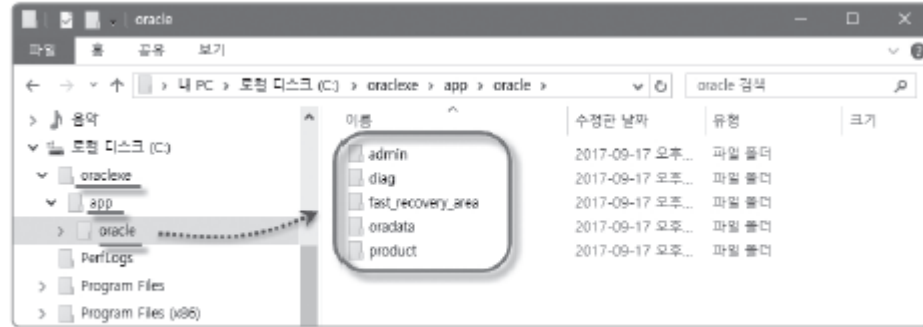 oracle
파일 홈 공유 보기
내 PC > 로컬 디스크 (C:) > oraclexe > app > oracle >
oracle 검색
음악
로컬 디스크 (C:)
oraclexe
app
oracle
PerfLogs
Program Files
Program Files (x86)
이름 수정한 날짜 유형 크기
admin 2017-09-17 오후... 파일 폴더
diag 2017-09-17 오후... 파일 폴더
fast_recovery_area 2017-09-17 오후... 파일 폴더
oradata 2017-09-17 오후... 파일 폴더
product 2017-09-17 오후... 파일 폴더